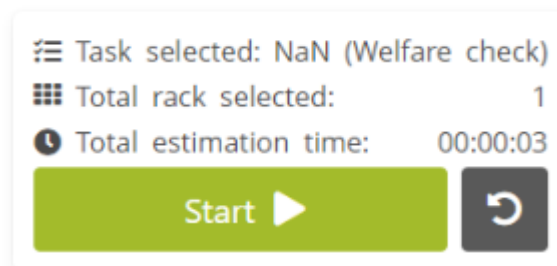 Task selected: NaN (Welfare check)
Total rack selected: 1
Total estimation time: 00:00:03
Start